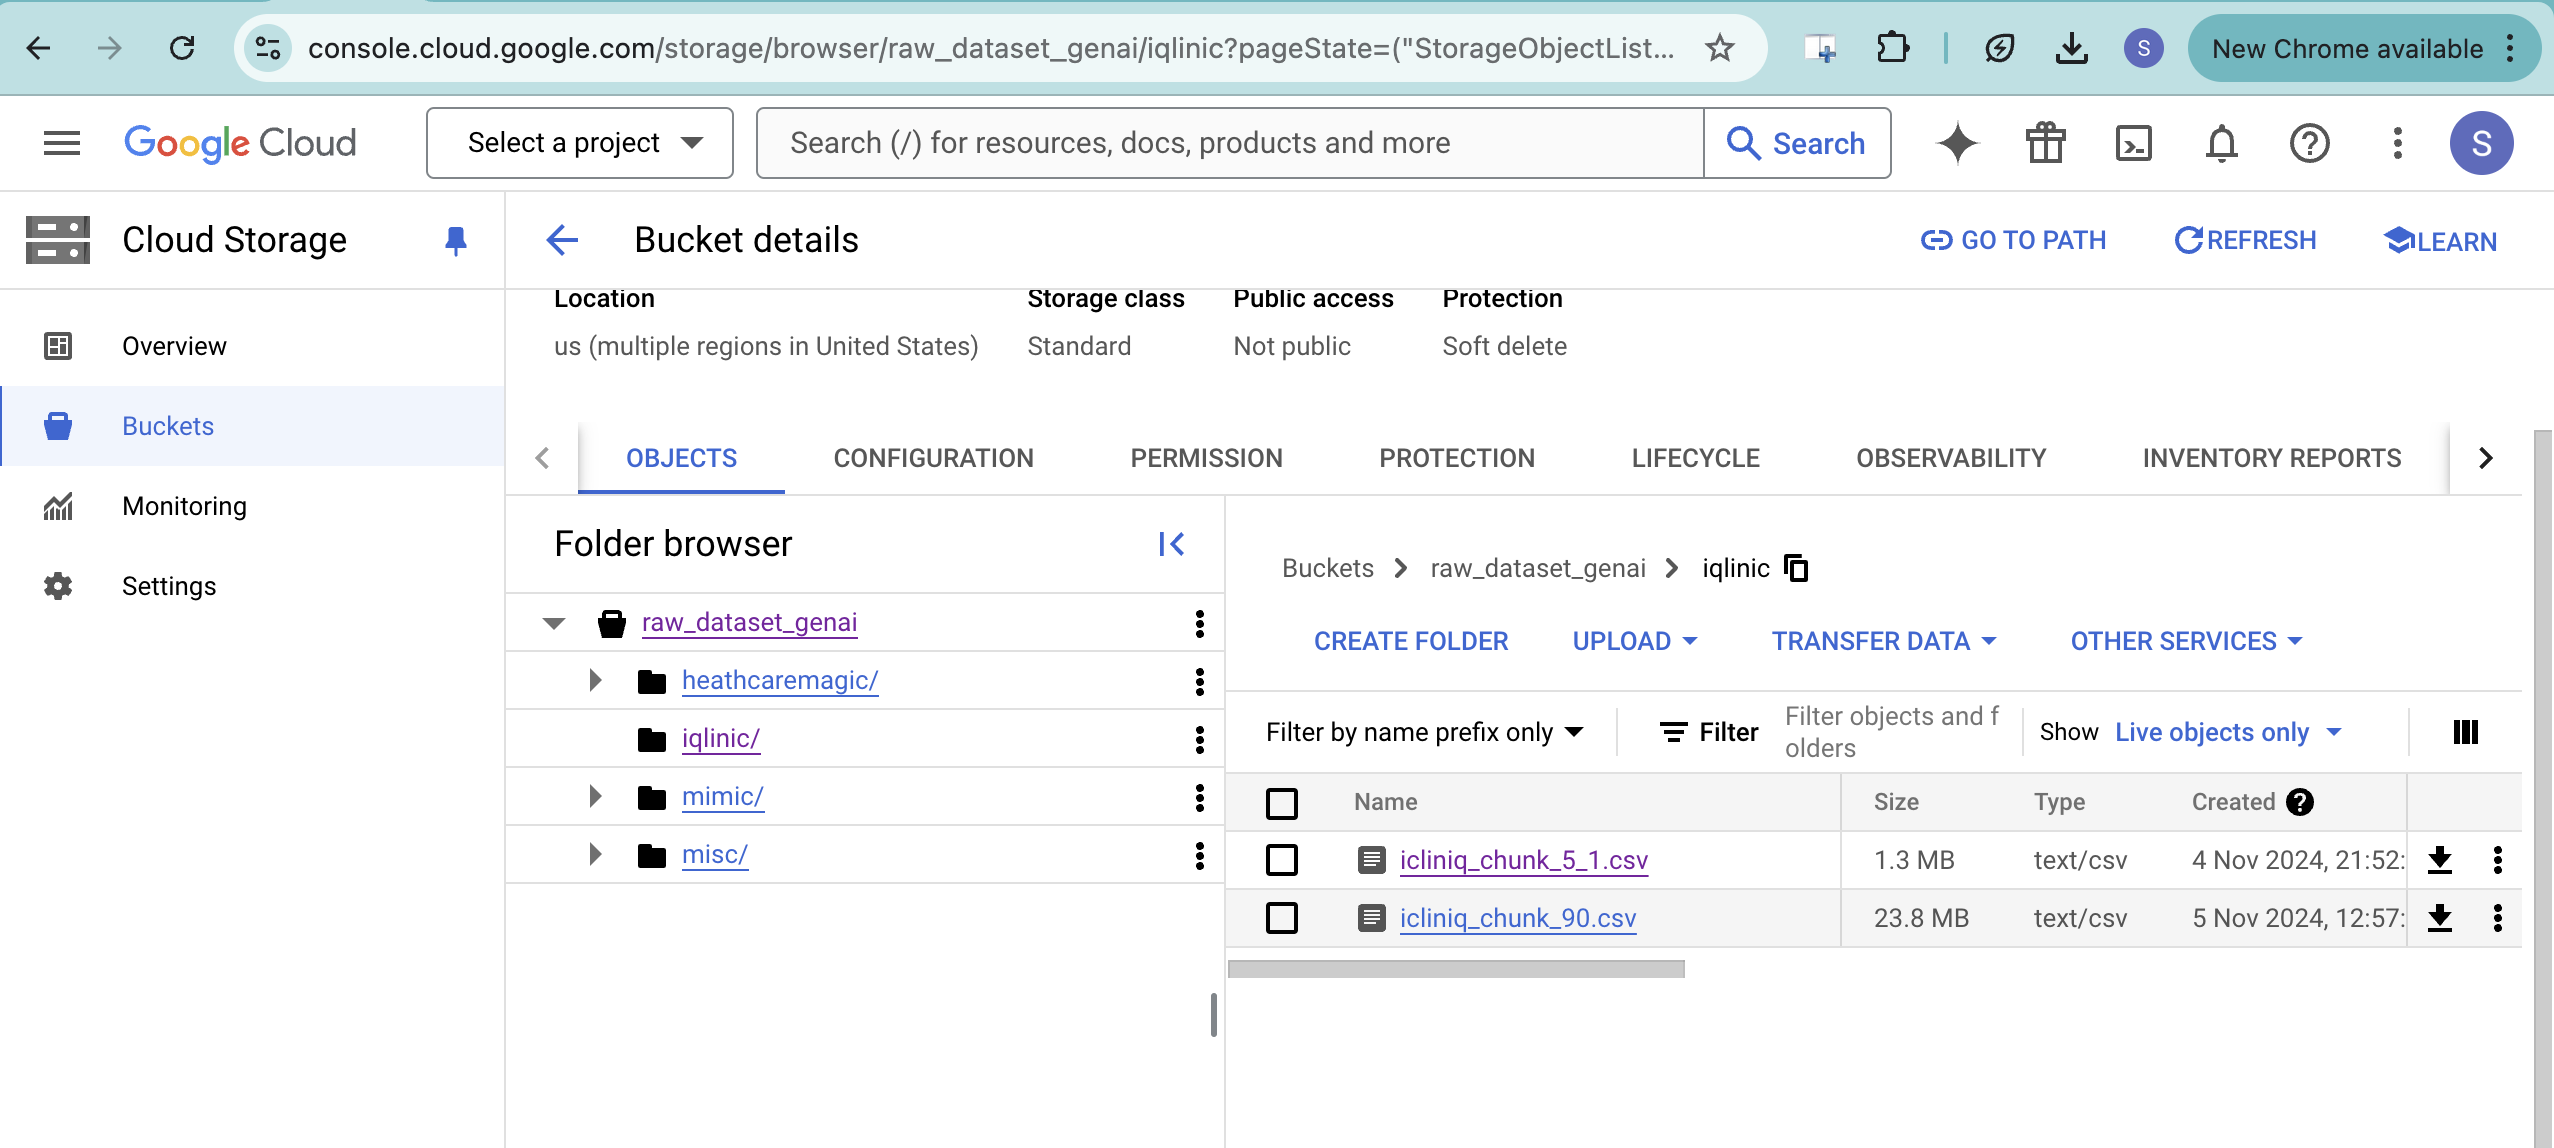 console.cloud.google.com/storage/browser/raw_dataset_genai/iqlinic?pageState=("StorageObjectList...
S
New Chrome available
Google Cloud
Select a project
Search (/) for resources, docs, products and more
Search
S
Cloud Storage
Bucket details
GO TO PATH
REFRESH
LEARN
Overview
Buckets
Monitoring
Settings
Location Storage class Public access Protection
us (multiple regions in United States) Standard Not public Soft delete
OBJECTS CONFIGURATION PERMISSION PROTECTION LIFECYCLE OBSERVABILITY INVENTORY REPORTS
Folder browser
raw_dataset_genai
heathcaremagic/
iqlinic/
mimic/
misc/
Buckets > raw_dataset_genai > iqlinic
CREATE FOLDER UPLOAD TRANSFER DATA OTHER SERVICES
Filter by name prefix only Filter Filter objects and f
olders
Show Live objects only
Name Size Type Created ?
icliniq_chunk_5_1.csv 1.3 MB text/csv 4 Nov 2024, 21:52:
icliniq_chunk_90.csv 23.8 MB text/csv 5 Nov 2024, 12:57: